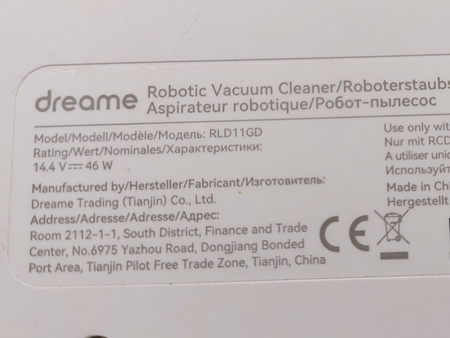 dreame
Robotic Vacuum Cleaner/Roboterstaubs
Aspirateur robotique/Робот-пылесос
Model/Modell/Modèle/Модель: RLD11GD
Rating/Wert/Nominales/Характеристики:
14.4 V⎓46 W
Manufactured by/Hersteller/Fabricant/Изготовитель:
Dreame Trading (Tianjin) Co., Ltd.
Address/Adresse/Adresse/Адрес:
Room 2112-1-1, South District, Finance and Trade
Center, No.6975 Yazhou Road, Dongjiang Bonded
Port Area, Tianjin Pilot Free Trade Zone, Tianjin, China
CE
Use only wit
Nur mit RCD
A utiliser uni
Используйт
Made in Chi
Hergestellt